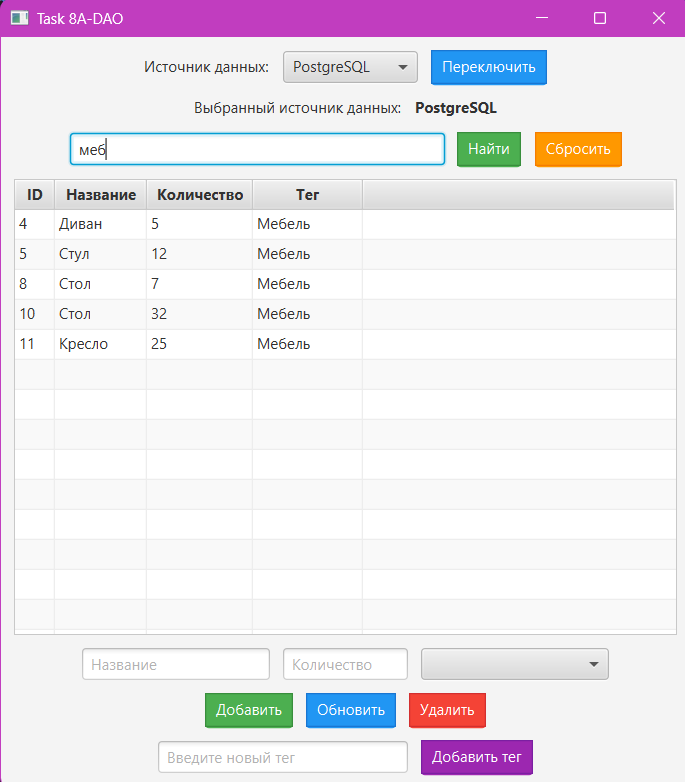 Task 8A-DAO
Источник данных: PostgreSQL Переключить
Выбранный источник данных: PostgreSQL
меб Найти Сбросить
ID Название Количество Тег
4 Диван 5 Мебель
5 Стул 12 Мебель
8 Стол 7 Мебель
10 Стол 32 Мебель
11 Кресло 25 Мебель
Название Количество
Добавить Обновить Удалить
Введите новый тег Добавить тег